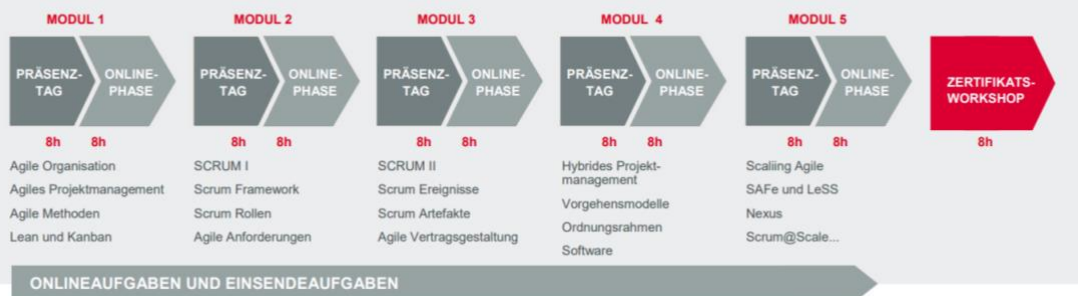 MODUL 1
PRÄSENZ-
TAG
ONLINE-
PHASE
8h 8h
Agile Organisation
Agiles Projektmanagement
Agile Methoden
Lean und Kanban
MODUL 2
PRÄSENZ-
TAG
ONLINE-
PHASE
8h 8h
SCRUM I
Scrum Framework
Scrum Rollen
Agile Anforderungen
MODUL 3
PRÄSENZ-
TAG
ONLINE-
PHASE
8h 8h
SCRUM II
Scrum Ereignisse
Scrum Artefakte
Agile Vertragsgestaltung
MODUL 4
PRÄSENZ-
TAG
ONLINE-
PHASE
8h 8h
Hybrides Projekt-
management
Vorgehensmodelle
Ordnungsrahmen
Software
MODUL 5
PRÄSENZ-
TAG
ONLINE-
PHASE
8h 8h
Scaliing Agile
SAFe und LeSS
Nexus
Scrum@Scale...
ZERTIFIKATS-
WORKSHOP
8h
ONLINEAUFGABEN UND EINSENDEAUFGABEN